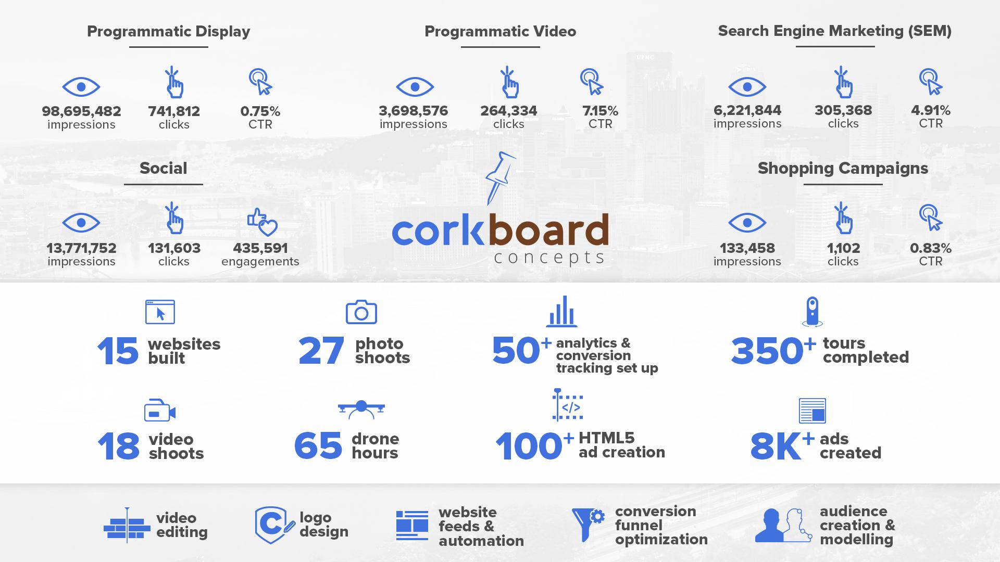 Programmatic Display
98,695,482
impressions
741,812
clicks
0.75%
CTR
Programmatic Video
3,698,576
impressions
264,334
clicks
7.15%
CTR
Search Engine Marketing (SEM)
6,221,844
impressions
305,368
clicks
4.91%
CTR
UPMC
Social
13,771,752
impressions
131,603
clicks
435,591
engagements
corkboard
concepts
Shopping Campaigns
133,458
impressions
1,102
clicks
0.83%
CTR
15 websites
built
27 photo
shoots
50+ analytics &
conversion
tracking set up
350+ tours
completed
18 video
shoots
65 drone
hours
</>
100+ HTML5
ad creation
8K+ ads
created
video
editing
C
logo
design
website
feeds &
automation
conversion
funnel
optimization
audience
creation &
modelling